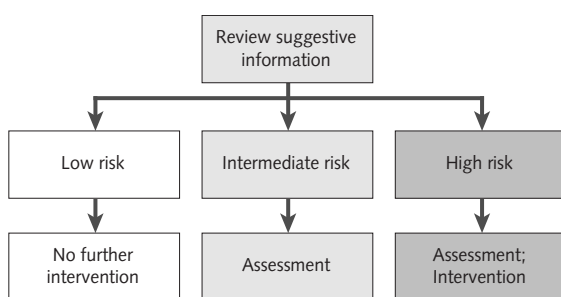 Review suggestive
information
Low risk
Intermediate risk
High risk
No further
intervention
Assessment
Assessment;
Intervention